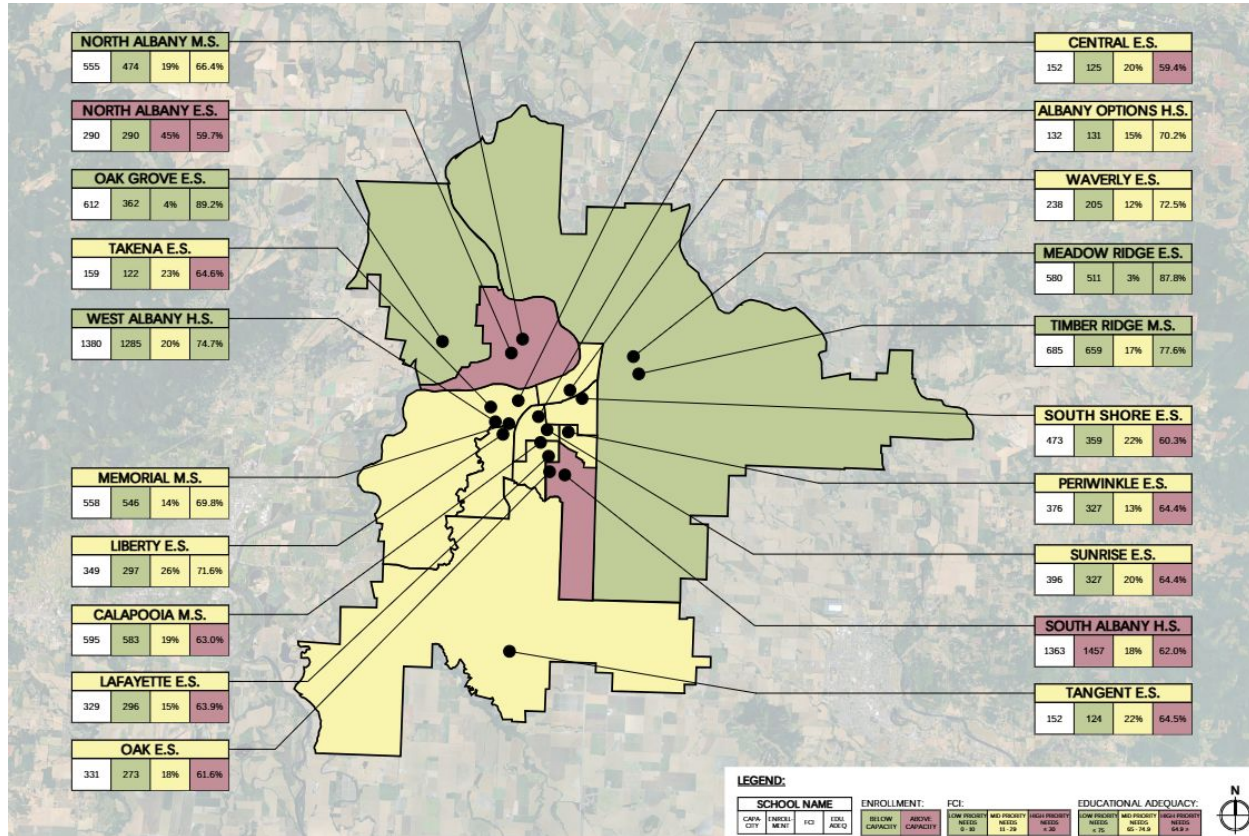 NORTH ALBANY M.S.
555 474 19% 66.4%
NORTH ALBANY E.S.
290 290 45% 59.7%
OAK GROVE E.S.
612 362 4% 89.2%
TAKENA E.S.
159 122 23% 64.6%
WEST ALBANY H.S.
1380 1285 20% 74.7%
MEMORIAL M.S.
558 546 14% 69.8%
LIBERTY E.S.
349 297 26% 71.6%
CALAPOOIA M.S.
595 583 19% 63.0%
LAFAYETTE E.S.
329 296 15% 63.9%
OAK E.S.
331 273 18% 61.6%
CENTRAL E.S.
152 125 20% 59.4%
ALBANY OPTIONS H.S.
132 131 15% 70.2%
WAVERLY E.S.
238 205 12% 72.5%
MEADOW RIDGE E.S.
580 511 3% 87.8%
TIMBER RIDGE M.S.
685 659 17% 77.6%
SOUTH SHORE E.S.
473 359 22% 60.3%
PERIWINKLE E.S.
376 327 13% 64.4%
SUNRISE E.S.
396 327 20% 64.4%
SOUTH ALBANY H.S.
1363 1457 18% 62.0%
TANGENT E.S.
152 124 22% 64.5%
LEGEND:
SCHOOL NAME
CAPA-CITY ENROLL-MENT FCI EDU. ADEQ
ENROLLMENT:
BELOW CAPACITY ABOVE CAPACITY
FCI:
LOW PRIORITY NEEDS 0 - 10
MID PRIORITY NEEDS 11 - 29
HIGH PRIORITY NEEDS
EDUCATIONAL ADEQUACY:
LOW PRIORITY NEEDS
MID PRIORITY NEEDS 65 - 74.9
HIGH PRIORITY NEEDS
N